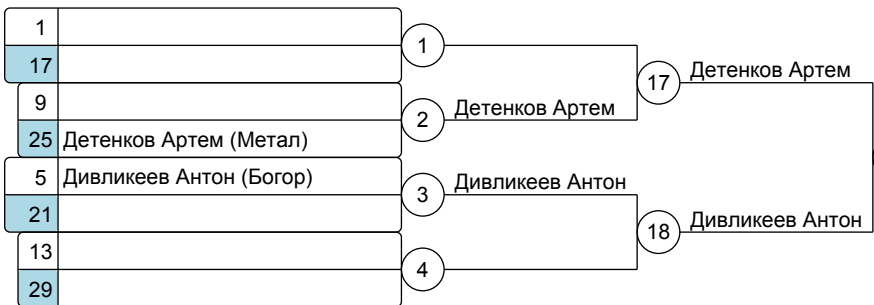 1
17
1
9
25 Детенков Артем (Метал)
2
Детенков Артем
17
Детенков Артем
5 Дивликеев Антон (Богор)
21
3
Дивликеев Антон
13
29
4
18
Дивликеев Антон